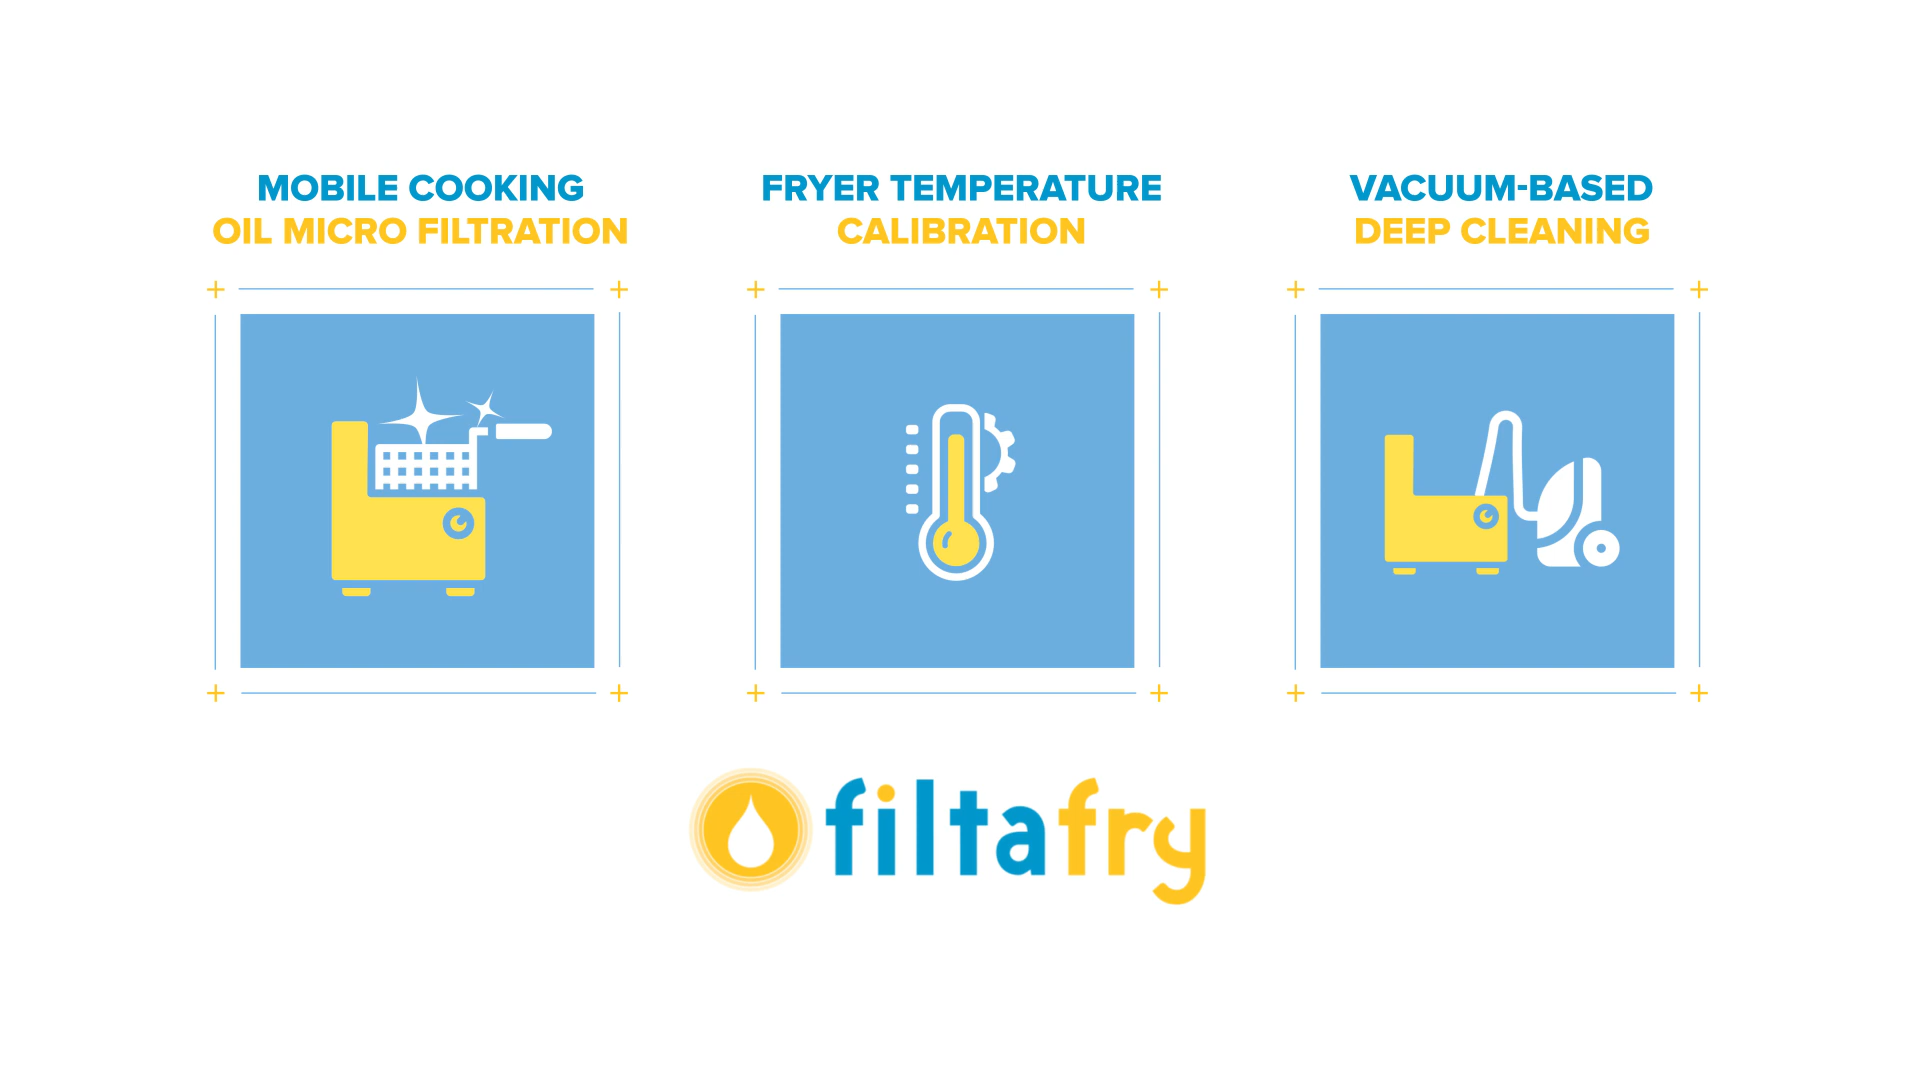 MOBILE COOKING
OIL MICRO FILTRATION
FRYER TEMPERATURE
CALIBRATION
VACUUM-BASED
DEEP CLEANING
filtafry